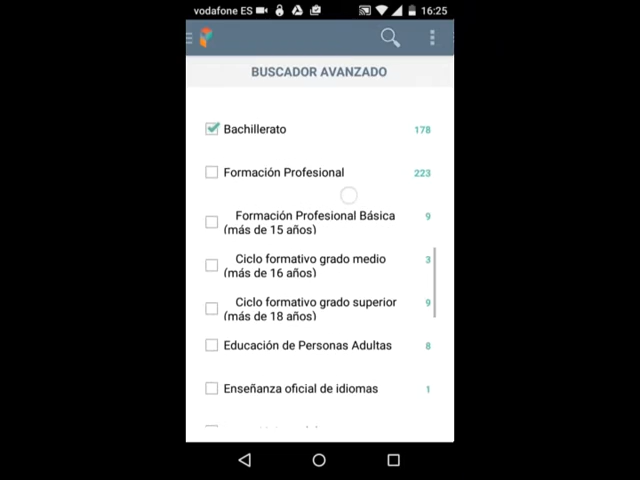 vodafone ES 16:25
BUSCADOR AVANZADO
Bachillerato 178
Formación Profesional 223
Formación Profesional Básica 9
(más de 15 años)
Ciclo formativo grado medio 3
(más de 16 años)
Ciclo formativo grado superior 9
(más de 18 años)
Educación de Personas Adultas 8
Enseñanza oficial de idiomas 1